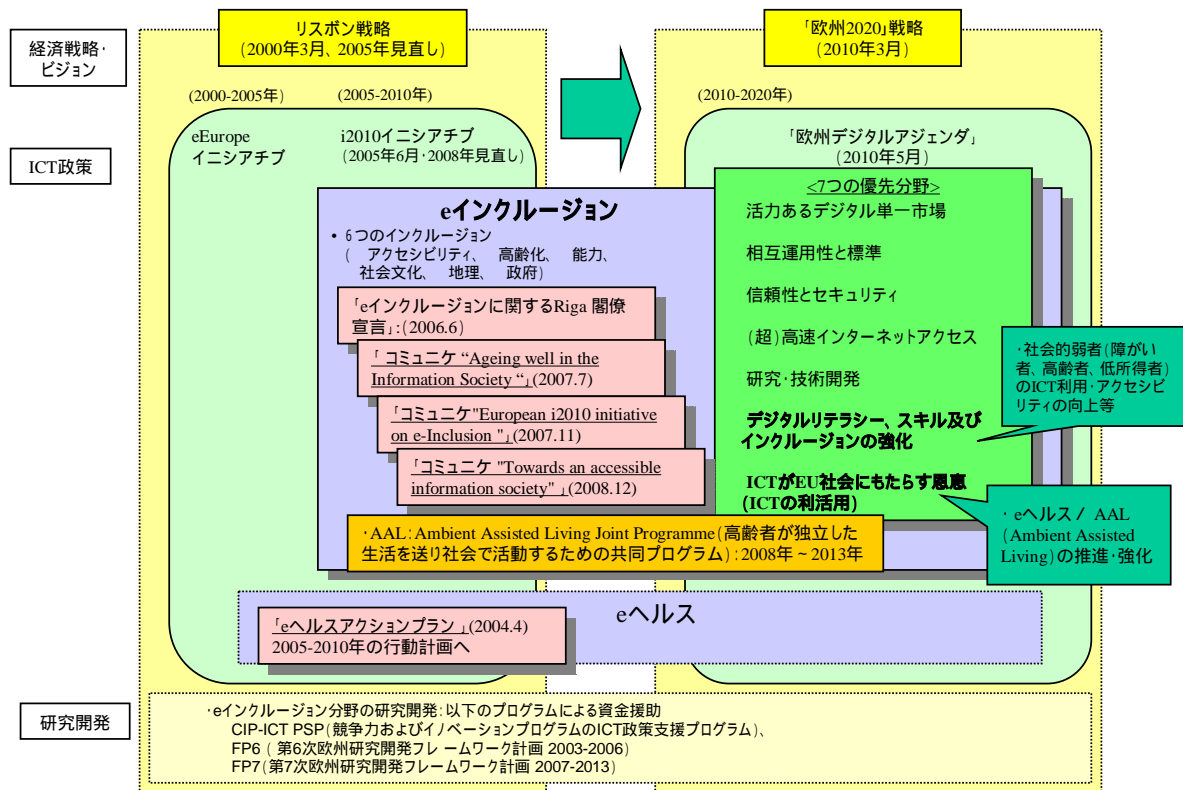 経済戦略・
ビジョン
リスボン戦略
(2000年3月、2005年見直し)
「欧州2020」戦略
(2010年3月)
(2000-2005年)
(2005-2010年)
(2010-2020年)
ICT政策
eEurope
イニシアチブ
i2010イニシアチブ
(2005年6月・2008年見直し)
「欧州デジタルアジェンダ」
(2010年5月)
eインクルージョン
• 6つのインクルージョン
( アクセシビリティ、 高齢化、 能力、
社会文化、 地理、 政府)
「eインクルージョンに関するRiga 閣僚
宣言」:(2006.6)
「 コミュニケ “Ageing well in the
Information Society “」(2007.7)
「コミュニケ"European i2010 initiative
on e-Inclusion "」(2007.11)
「コミュニケ "Towards an accessible
information society" 」(2008.12)
<7つの優先分野>
活力あるデジタル単一市場
相互運用性と標準
信頼性とセキュリティ
(超)高速インターネットアクセス
研究・技術開発
デジタルリテラシー、スキル及び
インクルージョンの強化
ICTがEU社会にもたらす恩恵
(ICTの利活用)
・社会的弱者(障がい
者、高齢者、低所得者)
のICT利用・アクセシビ
リティの向上等
・ eヘルス / AAL
(Ambient Assisted
Living)の推進・強化
・AAL:Ambient Assisted Living Joint Programme(高齢者が独立した
生活を送り社会で活動するための共同プログラム):2008年~2013年
eヘルス
「eヘルスアクションプラン 」(2004.4)
2005-2010年の行動計画へ
研究開発
・eインクルージョン分野の研究開発:以下のプログラムによる資金援助
CIP-ICT PSP(競争力およびイノベーションプログラムのICT政策支援プログラム)、
FP6 ( 第6次欧州研究開発フレームワーク計画 2003-2006)
FP7(第7次欧州研究開発フレームワーク計画 2007-2013)